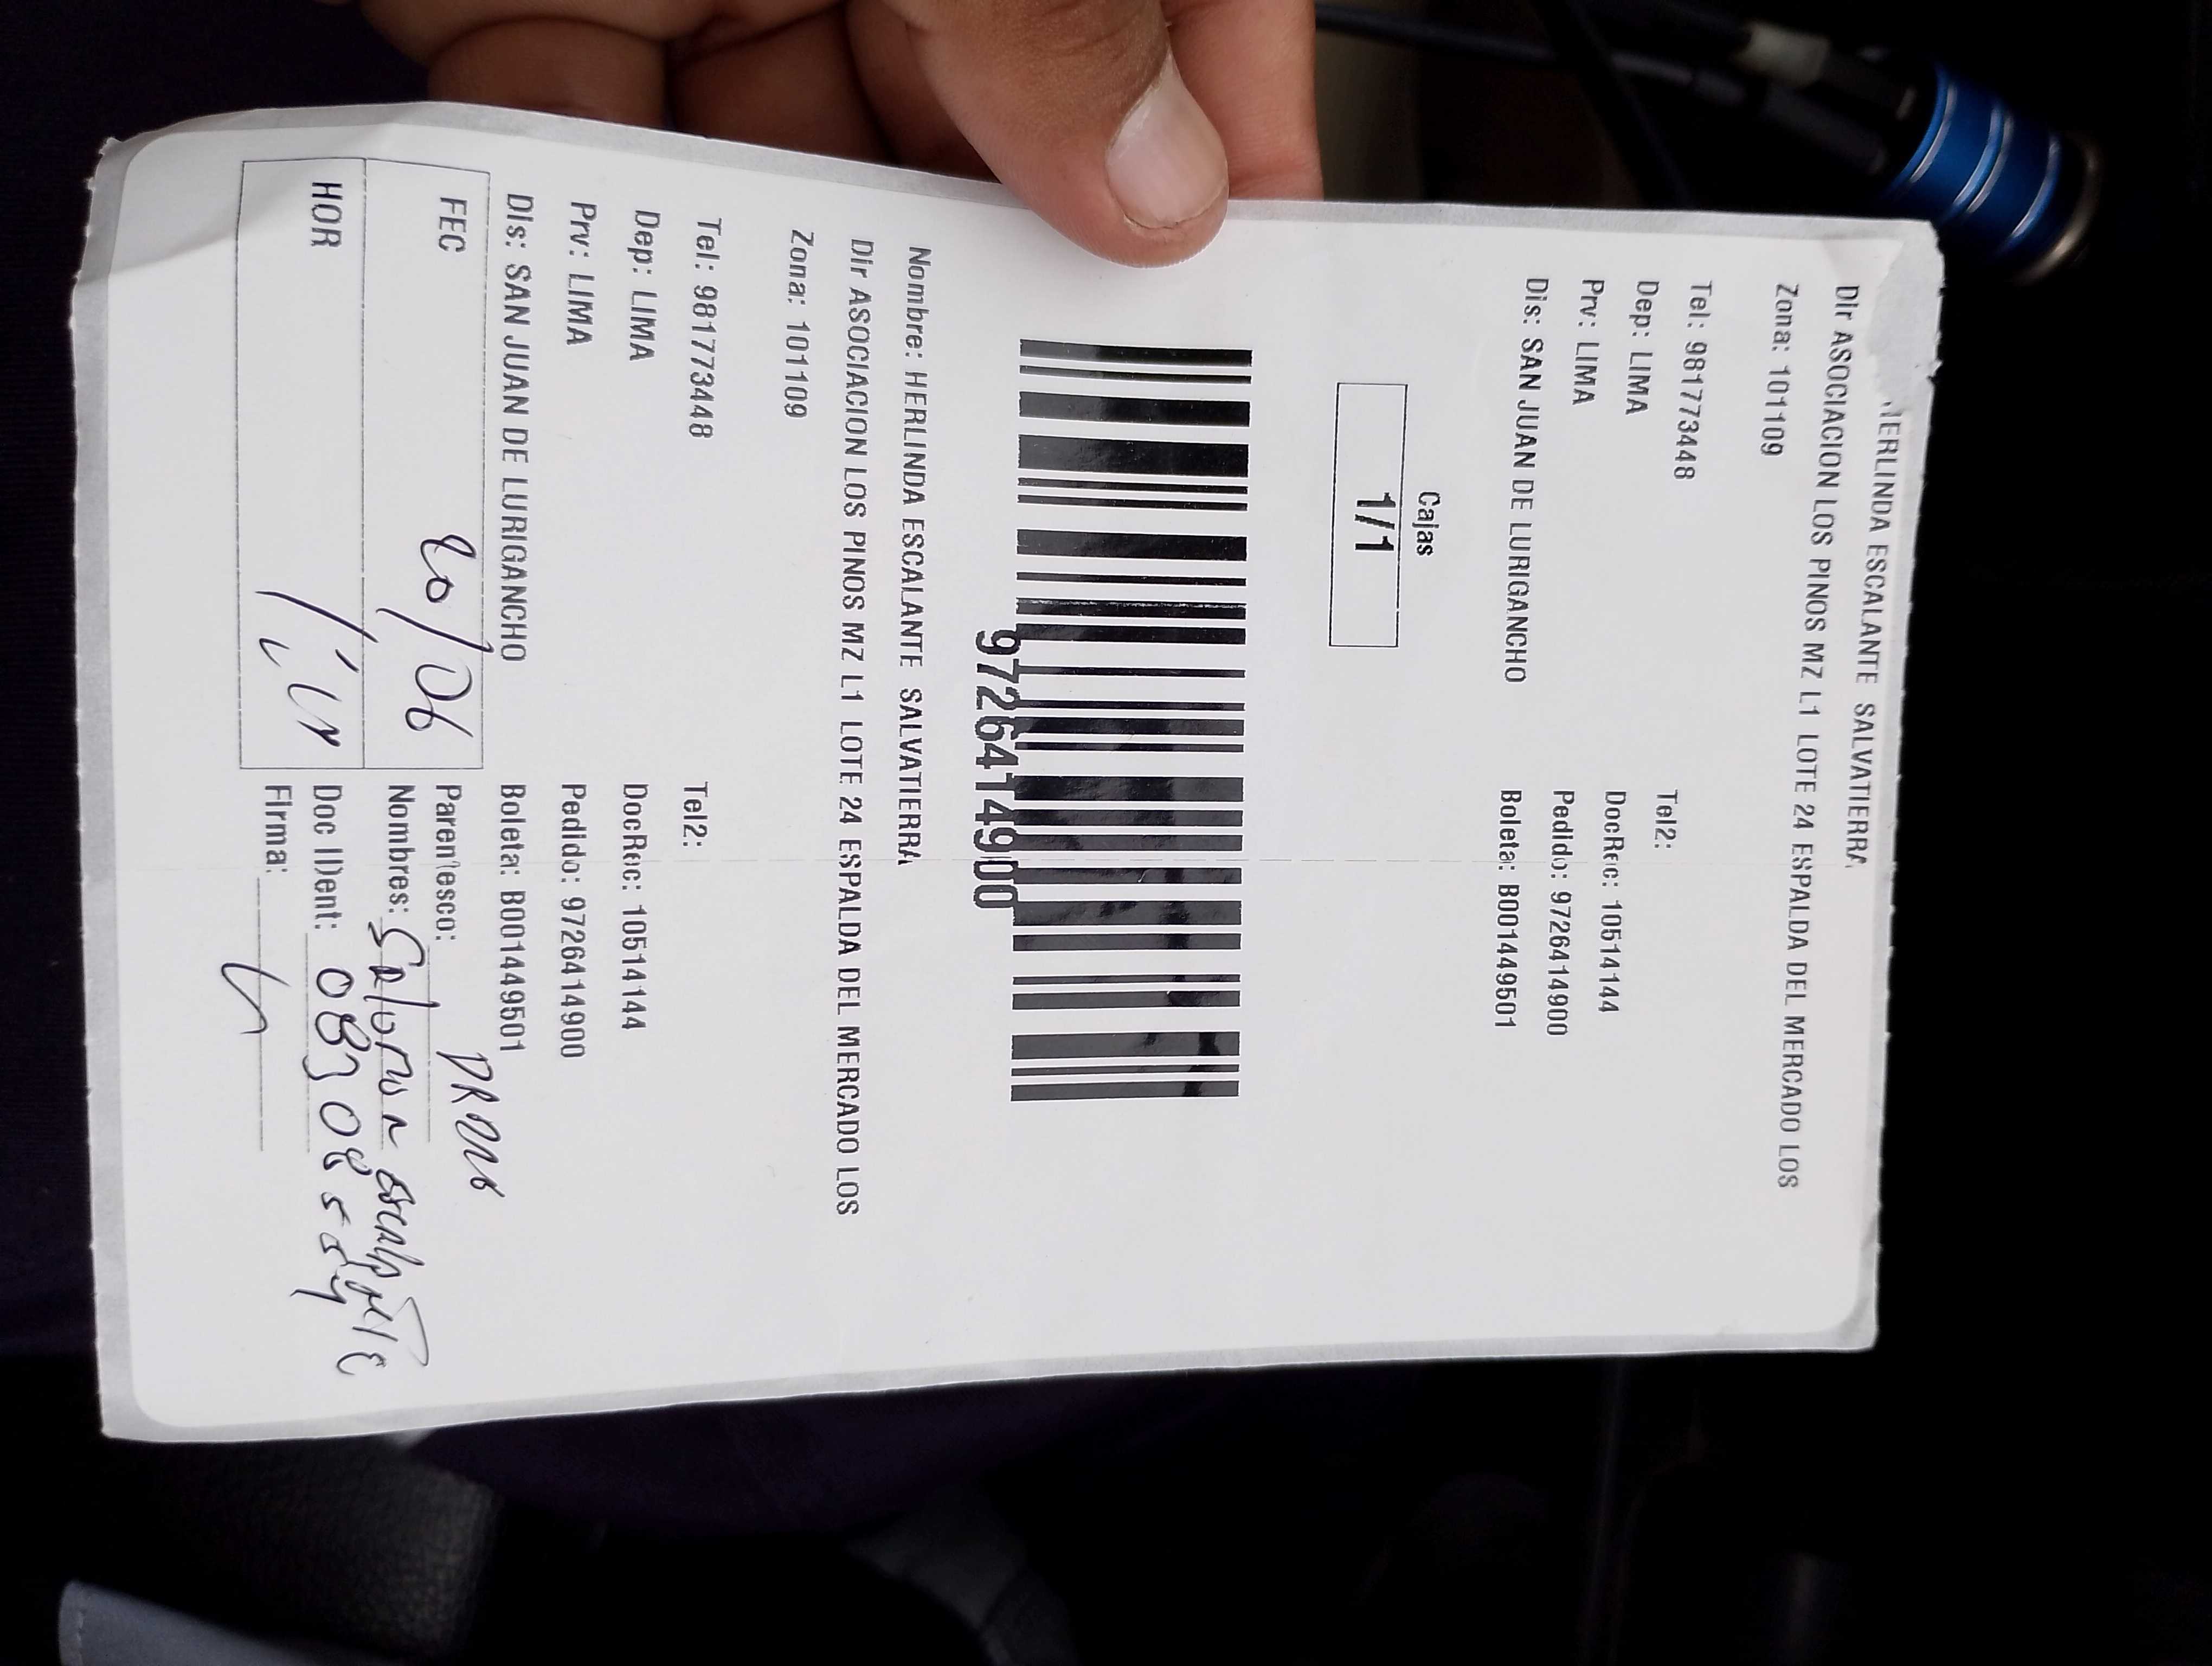 HERLINDA ESCALANTE SALVATIERRA
Dir ASOCIACION LOS PINOS MZ L1 LOTE 24 ESPALDA DEL MERCADO LOS
Zona: 101109
Tel: 981773448 Tel2:
Dep: LIMA DocRec: 10514144
Prv: LIMA Pedido: 9726414900
Dis: SAN JUAN DE LURIGANCHO Boleta: B001449501
Cajas
1/1
9726414900
Nombre: HERLINDA ESCALANTE SALVATIERRA
Dir ASOCIACION LOS PINOS MZ L1 LOTE 24 ESPALDA DEL MERCADO LOS
Zona: 101109
Tel: 981773448 Tel2:
Dep: LIMA DocRec: 10514144
Prv: LIMA Pedido: 9726414900
Dis: SAN JUAN DE LURIGANCHO Boleta: B001449501
FEC 20/06 Parentesco:
Nombres: Salomon Escalante
HOR Doc IDent:
Firma: